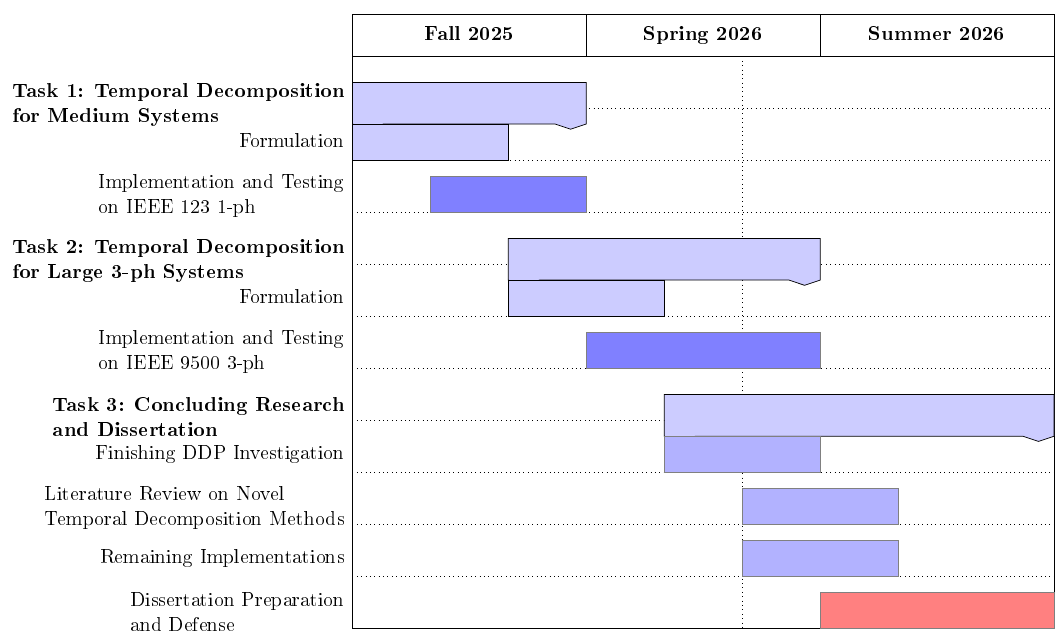 Fall 2025
Spring 2026
Summer 2026
Task 1: Temporal Decomposition
for Medium Systems
Formulation
Implementation and Testing
on IEEE 123 1-ph
Task 2: Temporal Decomposition
for Large 3-ph Systems
Formulation
Implementation and Testing
on IEEE 9500 3-ph
Task 3: Concluding Research
and Dissertation
Finishing DDP Investigation
Literature Review on Novel
Temporal Decomposition Methods
Remaining Implementations
Dissertation Preparation
and Defense